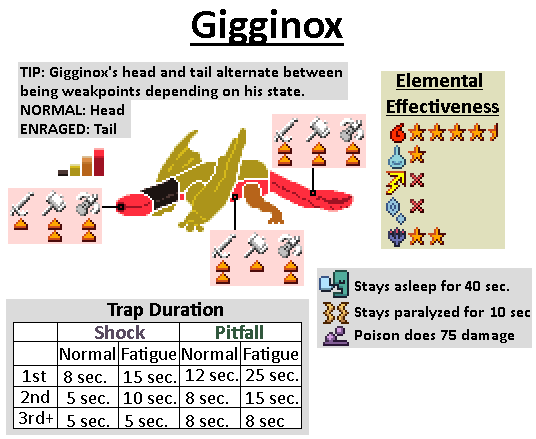 Gigginox
TIP: Gigginox's head and tail alternate between
being weakpoints depending on his state.
NORMAL: Head
ENRAGED: Tail
Elemental
Effectiveness
Stays asleep for 40 sec.
Stays paralyzed for 10 sec
Poison does 75 damage
Trap Duration
Shock Pitfall
Normal Fatigue Normal Fatigue
1st 8 sec. 15 sec. 12 sec. 25 sec.
2nd 5 sec. 10 sec. 8 sec. 15 sec.
3rd+ 5 sec. 5 sec. 8 sec. 8 sec